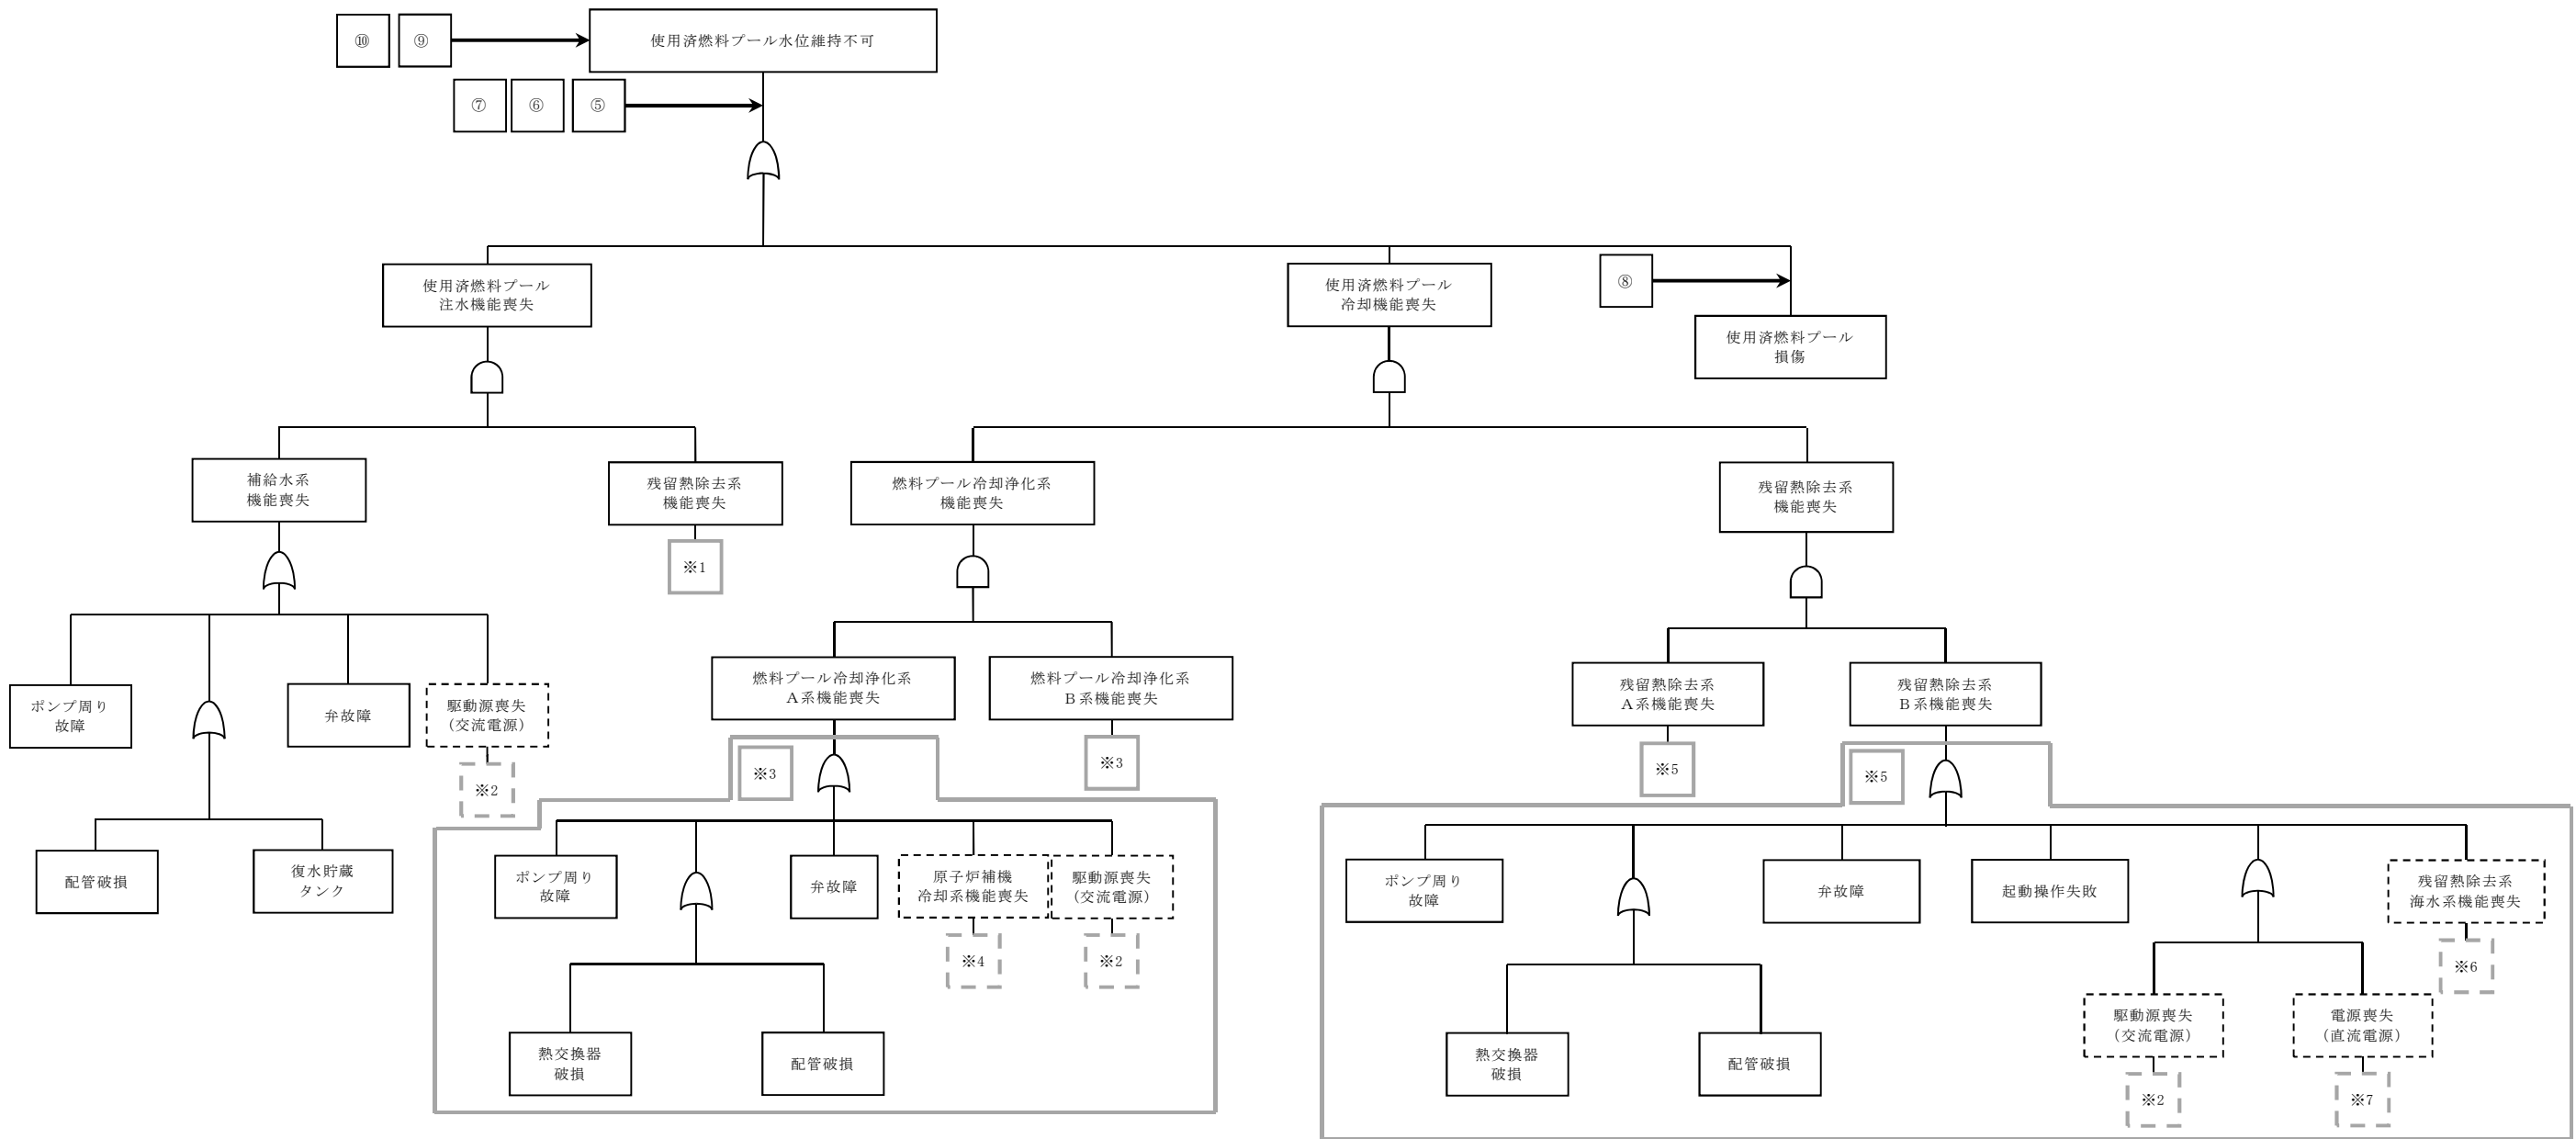 ⑩ ⑨ 使用済燃料プール水位維持不可
⑦ ⑥ ⑤
使用済燃料プール
注水機能喪失
使用済燃料プール
冷却機能喪失
⑧
使用済燃料プール
損傷
補給水系
機能喪失
残留熱除去系
機能喪失
※1
燃料プール冷却浄化系
機能喪失
残留熱除去系
機能喪失
ポンプ周り
故障
弁故障
駆動源喪失
(交流電源)
※2
配管破損
復水貯蔵
タンク
燃料プール冷却浄化系
A系機能喪失
燃料プール冷却浄化系
B系機能喪失
※3
※3
ポンプ周り
故障
弁故障
原子炉補機
冷却系機能喪失
※4
駆動源喪失
(交流電源)
※2
熱交換器
破損
配管破損
残留熱除去系
A系機能喪失
※5
残留熱除去系
B系機能喪失
※5
ポンプ周り
故障
弁故障
起動操作失敗
残留熱除去系
海水系機能喪失
※6
熱交換器
破損
配管破損
駆動源喪失
(交流電源)
※2
電源喪失
(直流電源)
※7